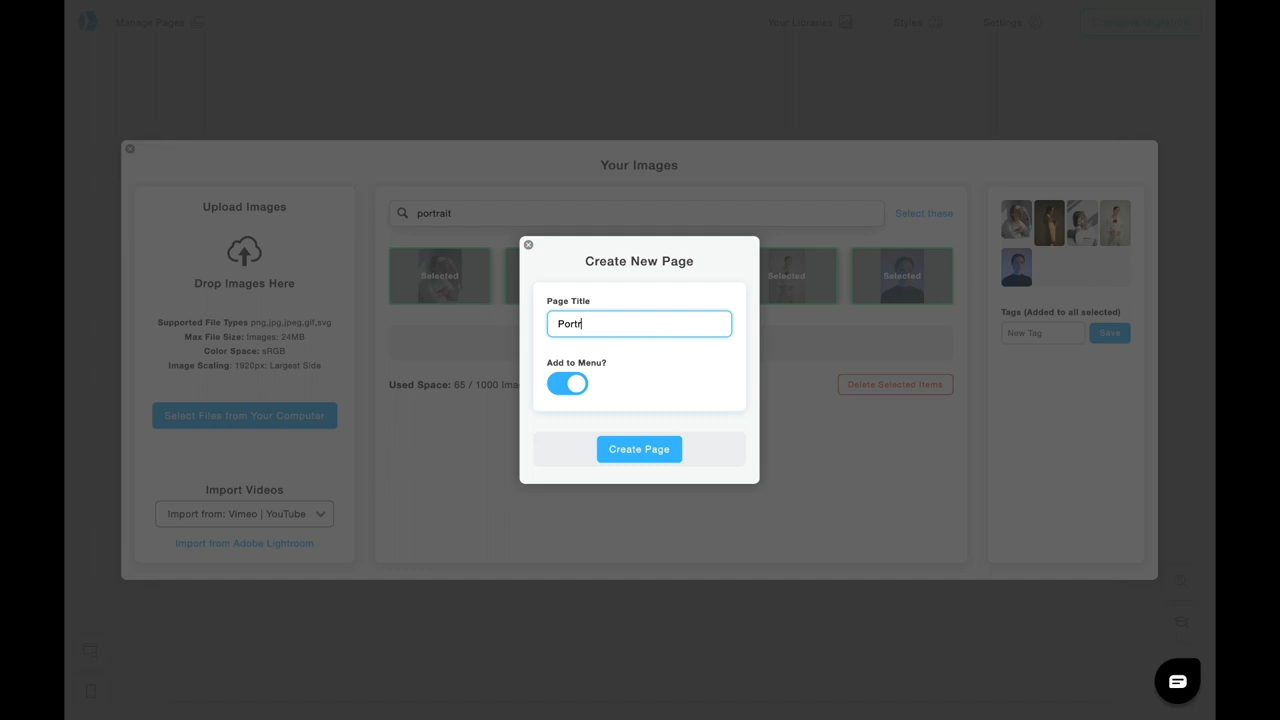 Manage Pages
Your Libraries
Styles
Settings
Your Images
Upload Images
Drop Images Here
Supported File Types png,jpg,jpeg,gif,svg
Max File Size: Images: 24MB
Color Space: sRGB
Image Scaling: 1920px: Largest Side
Select Files from Your Computer
Import Videos
Import from: Vimeo | YouTube
Import from Adobe Lightroom
portrait
Select these
Selected
Selected
Selected
Used Space: 65 / 1000
Delete Selected Items
Create New Page
Page Title
Portr
Add to Menu?
Create Page
Tags (Added to all selected)
New Tag
Save